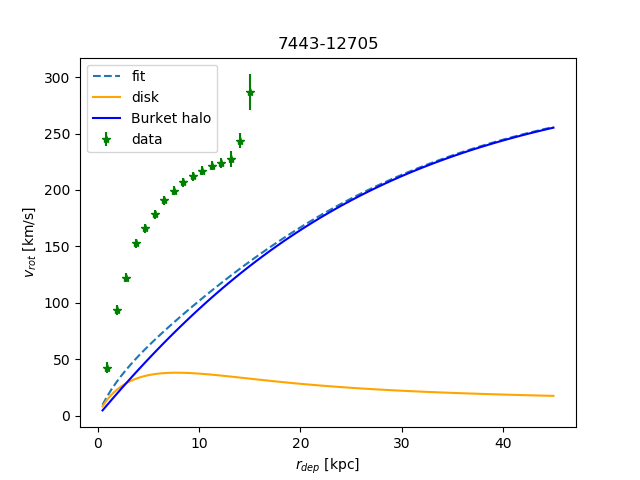 7443-12705
fit
disk
Burket halo
data
300
250
200
150
100
50
0
v_rot [km/s]
0 10 20 30 40
r_dep [kpc]